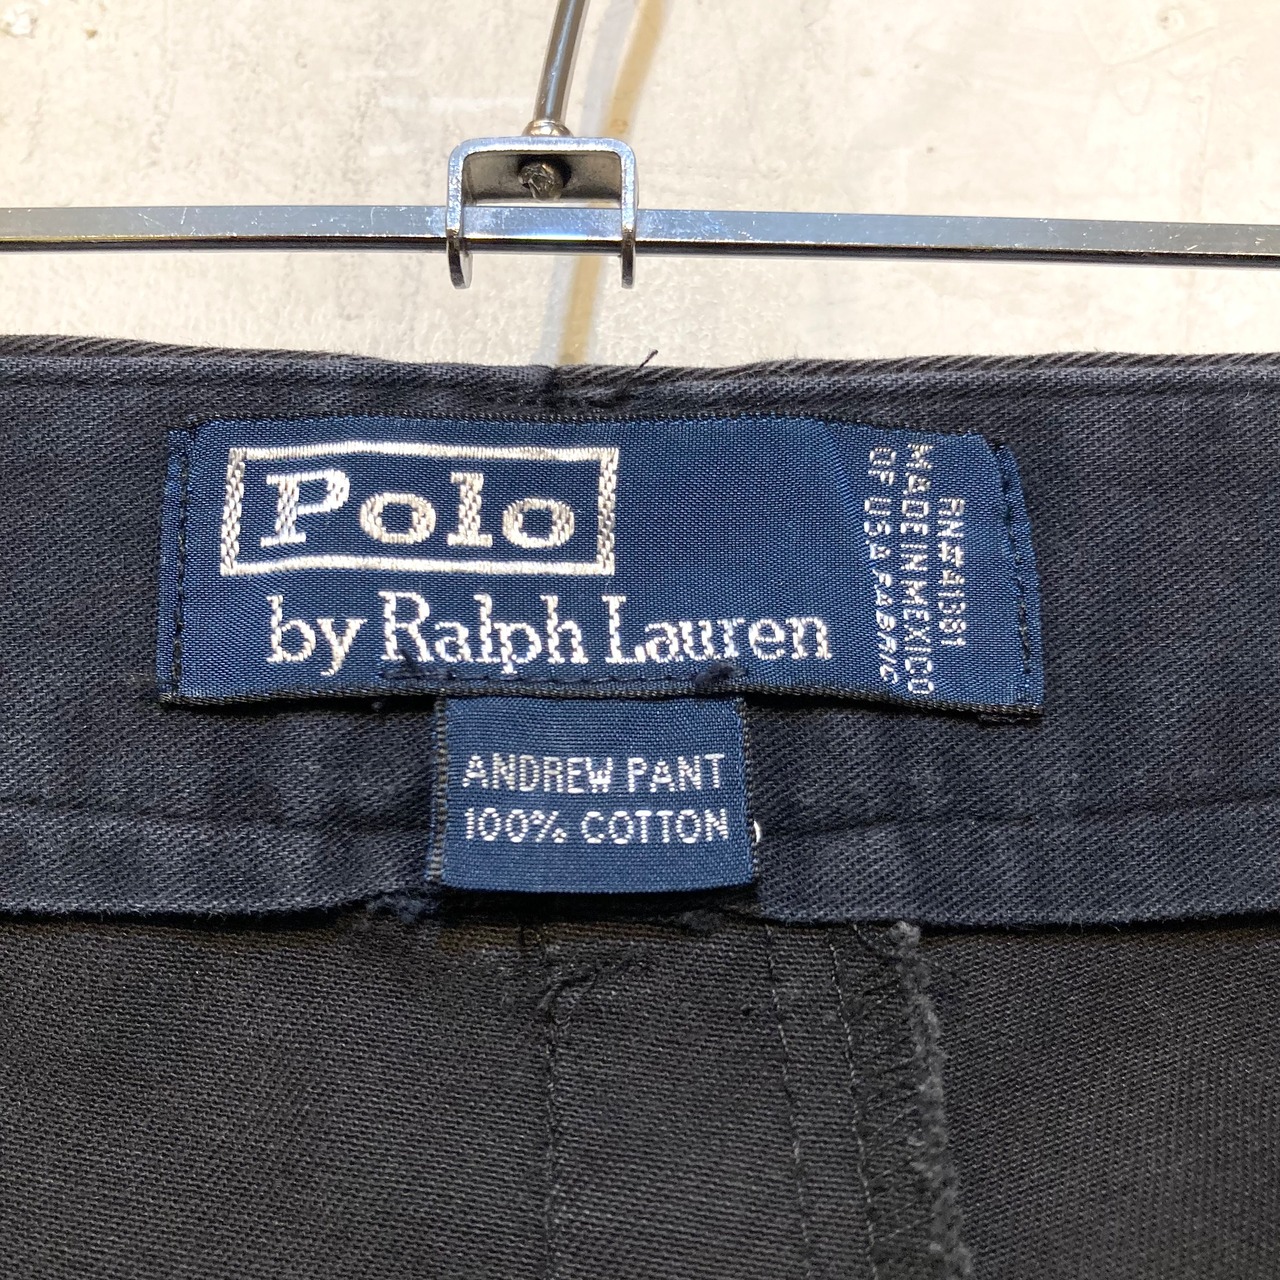 Polo
by Ralph Lauren
RN#41381
MADE IN MEXICO
OF USA FABRIC
ANDREW PANT
100% COTTON